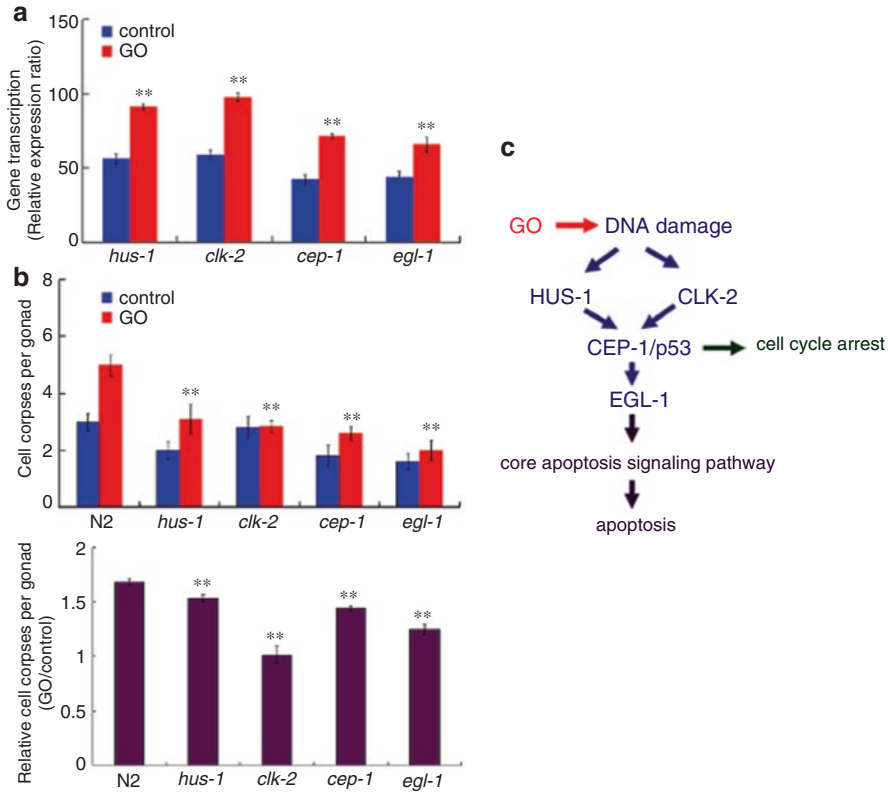 a
Gene transcription
(Relative expression ratio)
150
100
50
0
control
GO
**
**
**
**
hus-1
clk-2
cep-1
egl-1
b
Cell corpses per gonad
8
6
4
2
0
control
GO
**
**
**
**
N2
hus-1
clk-2
cep-1
egl-1
Relative cell corpses per gonad
(GO/control)
2
1.5
1
0.5
0
**
**
**
**
N2
hus-1
clk-2
cep-1
egl-1
c
GO
DNA damage
HUS-1
CLK-2
CEP-1/p53
cell cycle arrest
EGL-1
core apoptosis signaling pathway
apoptosis